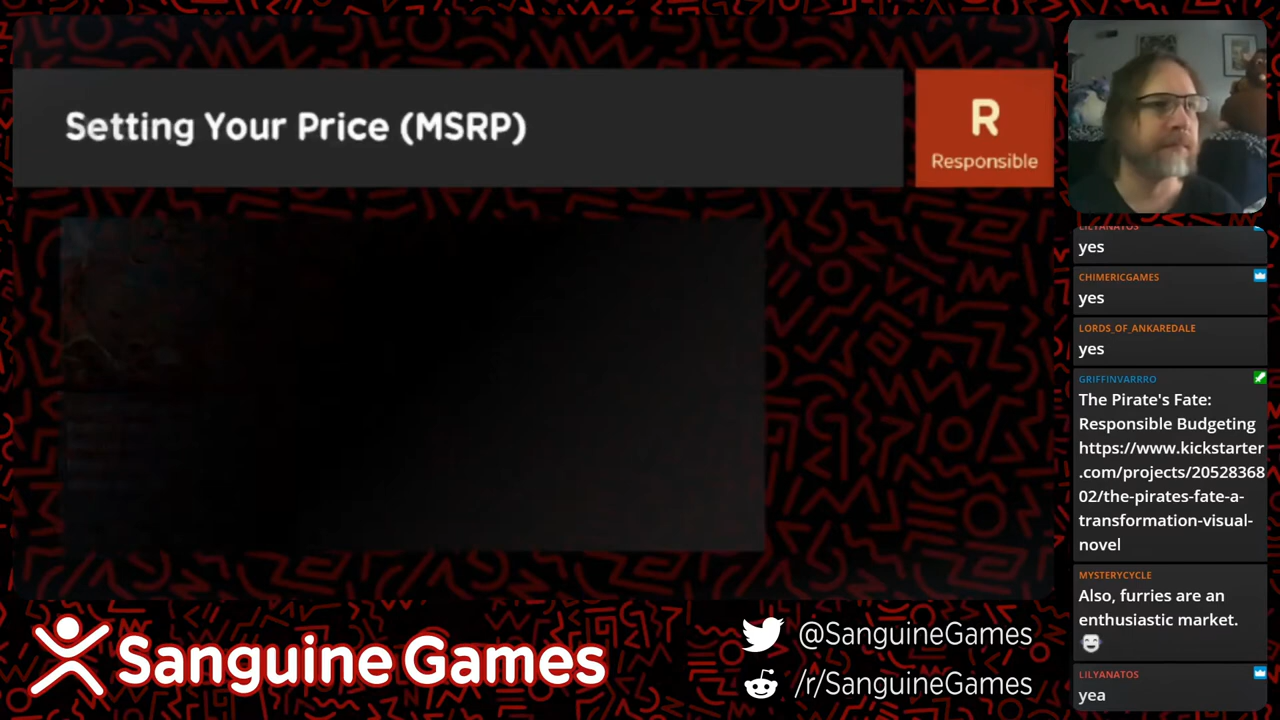 Setting Your Price (MSRP)
R
Responsible
LILYANATOS
yes
CHIMERICGAMES
yes
LORDS_OF_ANKAREDALE
yes
GRIFFINVARRRO
The Pirate's Fate:
Responsible Budgeting
https://www.kickstarter
.com/projects/20528368
02/the-pirates-fate-a-
transformation-visual-
novel
MYSTERYCYCLE
Also, furries are an
enthusiastic market.
LILYANATOS
yea
Sanguine Games
@SanguineGames
/r/SanguineGames